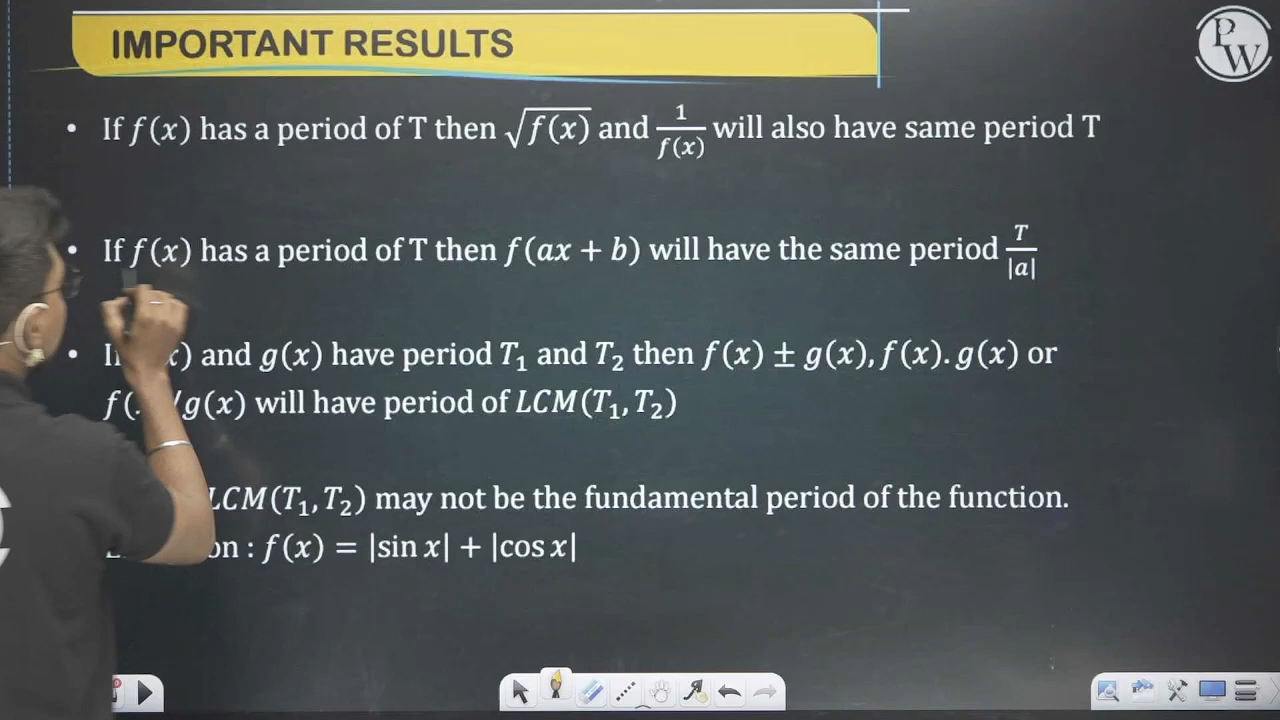 IMPORTANT RESULTS
PW
• If f(x) has a period of T then √f(x) and 1/f(x) will also have same period T
• If f(x) has a period of T then f(ax + b) will have the same period T/|a|
• and g(x) have period T₁ and T₂ then f(x) ± g(x), f(x). g(x) or
g(x) will have period of LCM(T₁, T₂)
LCM(T₁, T₂) may not be the fundamental period of the function.
: f(x) = |sin x| + |cos x|